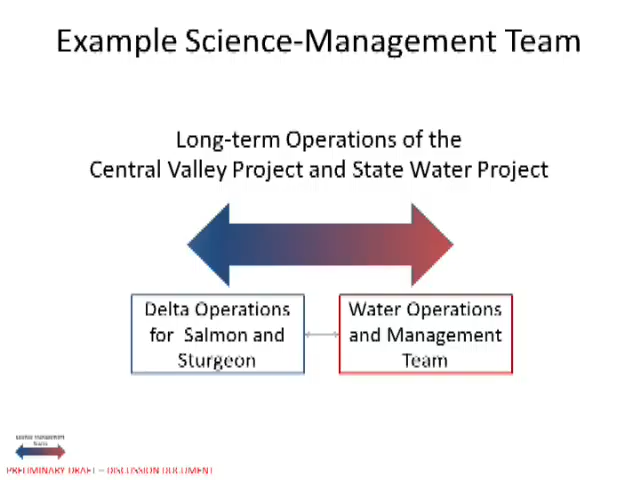 Example Science-Management Team
Long-term Operations of the
Central Valley Project and State Water Project
Delta Operations
for Salmon and
Sturgeon
Water Operations
and Management
Team
PRELIMINARY DRAFT – DISCUSSION DOCUMENT